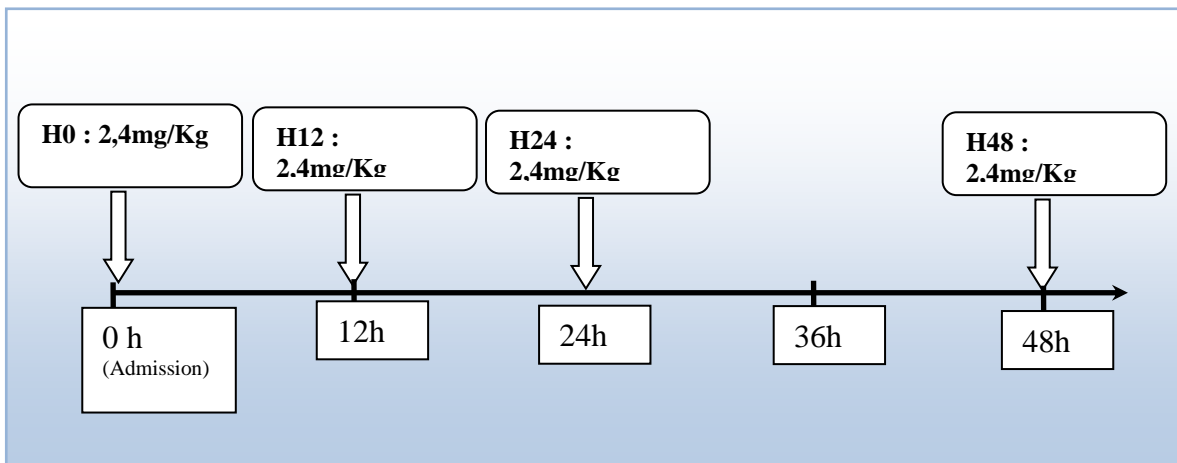 H0 : 2,4mg/Kg
H12 :
2,4mg/Kg
H24 :
2,4mg/Kg
H48 :
2,4mg/Kg
0 h
(Admission)
12h
24h
36h
48h